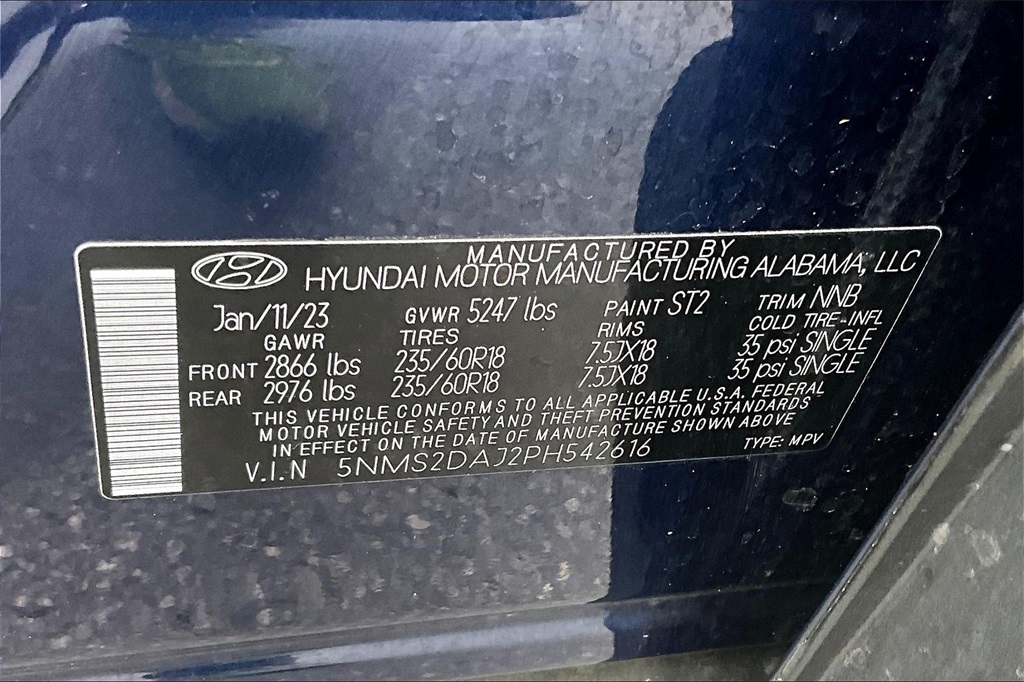 MANUFACTURED BY
HYUNDAI MOTOR MANUFACTURING ALABAMA, LLC
Jan/11/23 GVWR 5247 lbs PAINT ST2 TRIM NNB
GAWR TIRES RIMS COLD TIRE-INFL
FRONT 2866 lbs 235/60R18 7.5JX18 35 psi SINGLE
REAR 2976 lbs 235/60R18 7.5JX18 35 psi SINGLE
THIS VEHICLE CONFORMS TO ALL APPLICABLE U.S.A. FEDERAL
MOTOR VEHICLE SAFETY AND THEFT PREVENTION STANDARDS
IN EFFECT ON THE DATE OF MANUFACTURE SHOWN ABOVE
V.I.N 5NMS2DAJ2PH542616 TYPE: MPV